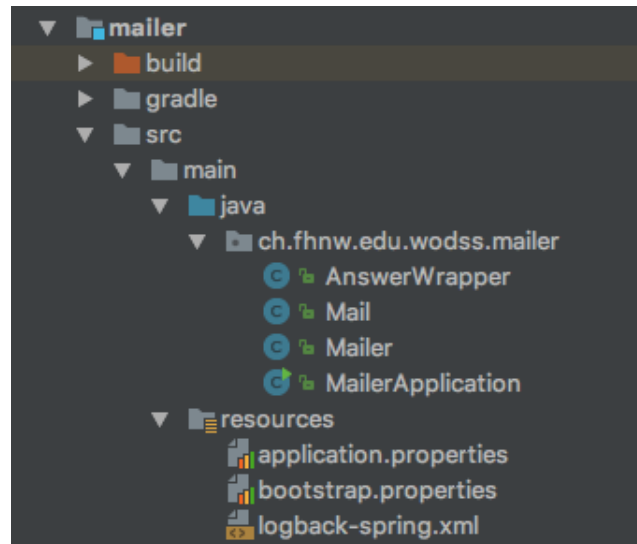 mailer
build
gradle
src
main
java
ch.fhnw.edu.wodss.mailer
C AnswerWrapper
C Mail
C Mailer
C MailerApplication
resources
application.properties
bootstrap.properties
logback-spring.xml